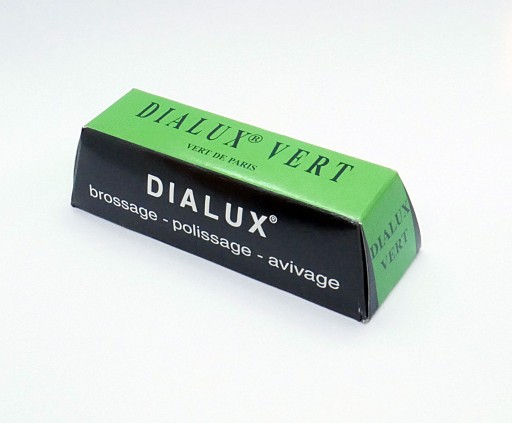 DIALUX® VERT
VERT DE PARIS
DIALUX®
brossage - polissage - avivage
DIALUX
VERT